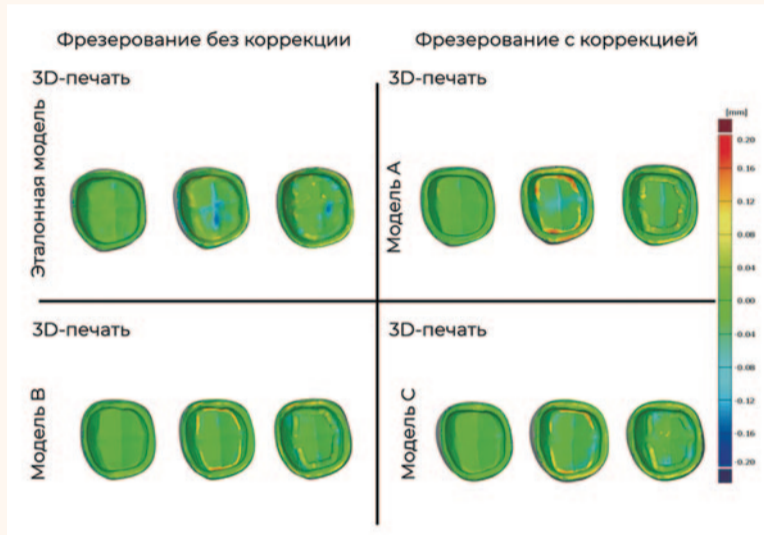 Фрезерование без коррекции
Фрезерование с коррекцией
3D-печать
Эталонная модель
3D-печать
Модель А
[mm]
0.20
0.16
0.12
0.08
0.04
0.00
-0.04
-0.08
-0.12
-0.16
-0.20
3D-печать
Модель В
3D-печать
Модель С